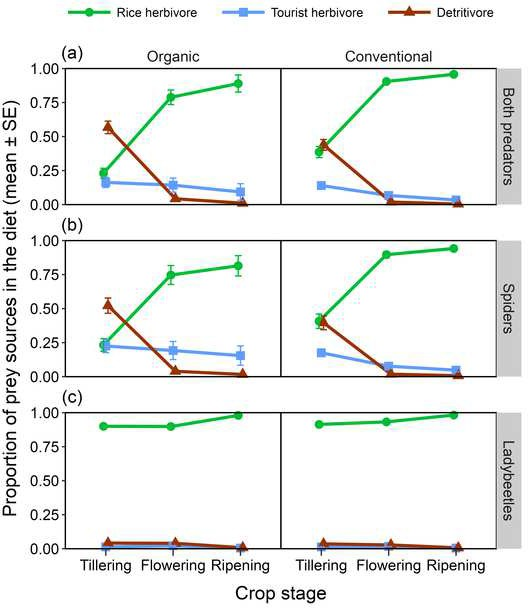 Rice herbivore Tourist herbivore Detritivore
(a) Organic Conventional
1.00
0.75
0.50
0.25
0.00
Both predators
(b)
1.00
0.75
0.50
0.25
0.00
Spiders
(c)
1.00
0.75
0.50
0.25
0.00
Ladybeetles
Proportion of prey sources in the diet (mean ± SE)
Tillering Flowering Ripening Tillering Flowering Ripening
Crop stage